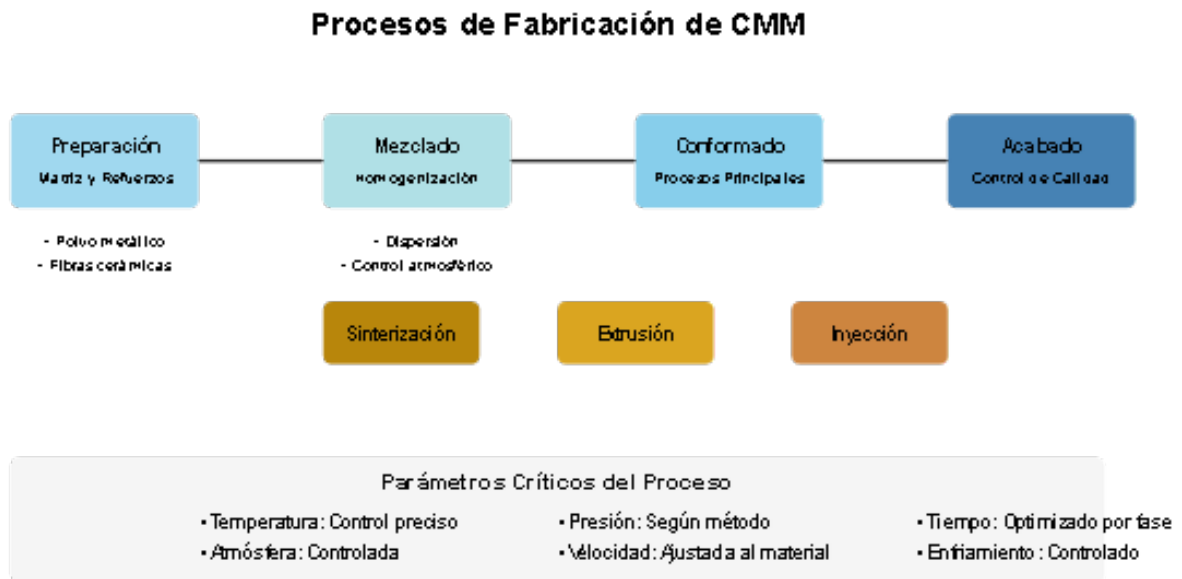 Procesos de Fabricación de CMM
Preparación
Matriz y Refuerzos
Mezclado
Homogenización
Conformado
Procesos Principales
Acabado
Control de Calidad
- Polvo metálico
- Fibras cerámicas
- Dispersión
- Control atmosférico
Sinterización
Extrusión
Inyección
Parámetros Críticos del Proceso
• Temperatura: Control preciso
• Presión: Según método
• Tiempo: Optimizado por fase
• Atmósfera: Controlada
• Velocidad: Ajustada al material
• Enfriamiento: Controlado